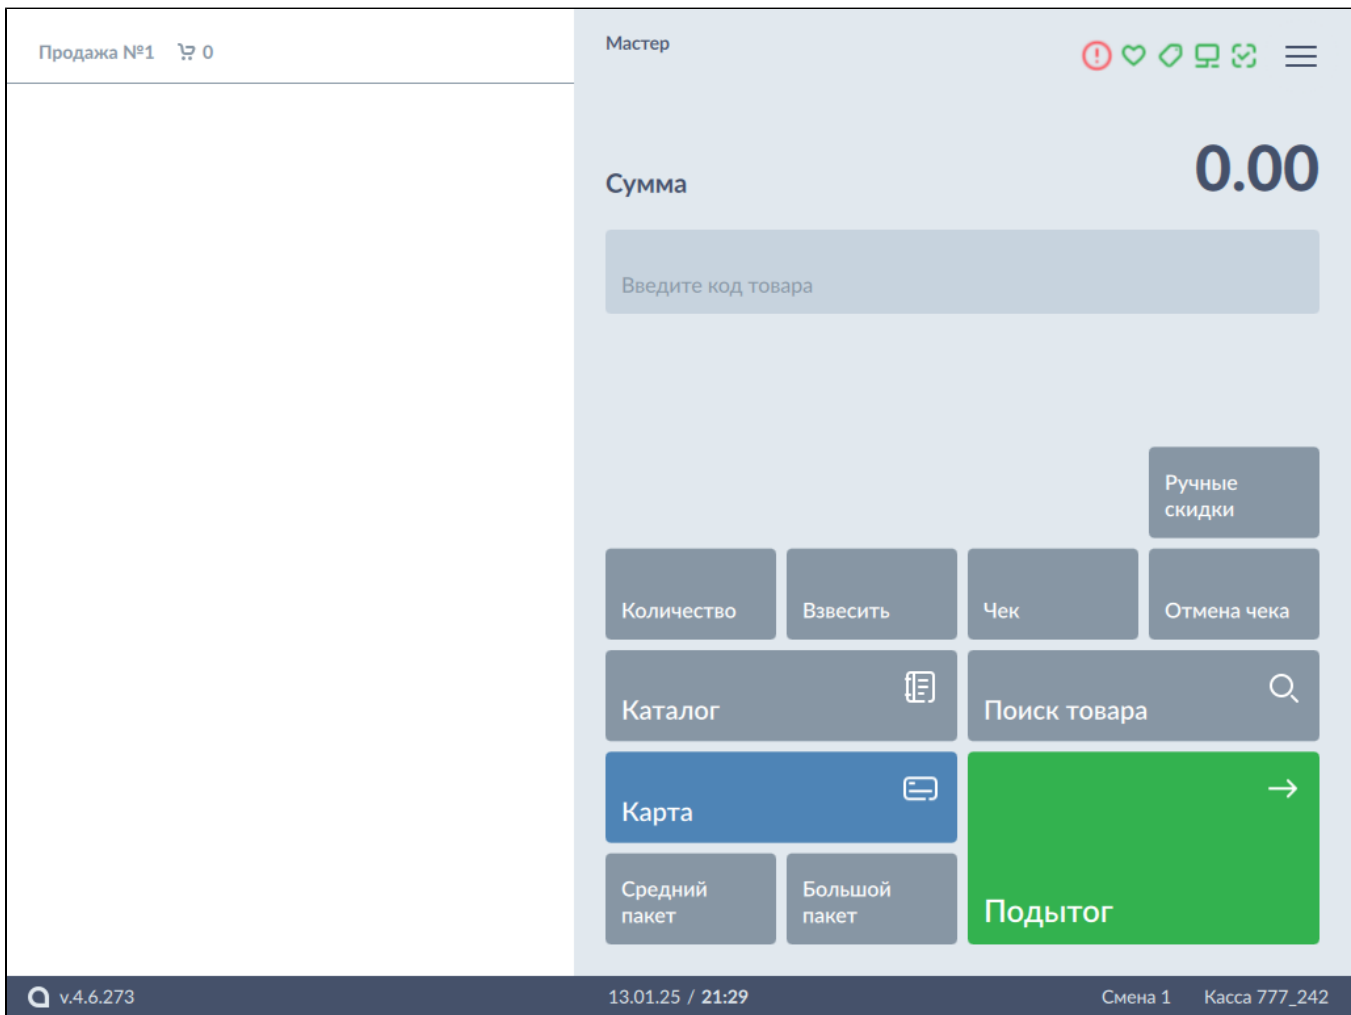 Продажа №1 0
Мастер
Сумма
0.00
Введите код товара
Ручные
скидки
Количество
Взвесить
Чек
Отмена чека
Каталог
Поиск товара
Карта
Средний
пакет
Большой
пакет
Подытог
v.4.6.273
13.01.25 / 21:29
Смена 1
Касса 777_242